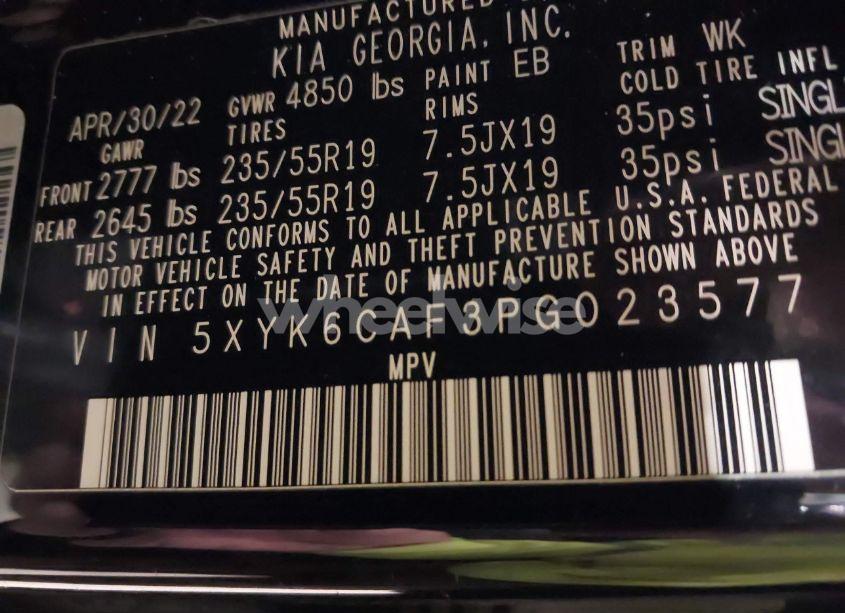 MANUFACTURED
KIA GEORGIA, INC.
APR/30/22 GVWR 4850 lbs PAINT EB TRIM WK
GAWR TIRES RIMS COLD TIRE INFL
FRONT 2777 lbs 235/55R19 7.5JX19 35psi SINGL
REAR 2645 lbs 235/55R19 7.5JX19 35psi SINGL
THIS VEHICLE CONFORMS TO ALL APPLICABLE U.S.A. FEDERAL
MOTOR VEHICLE SAFETY AND THEFT PREVENTION STANDARDS
IN EFFECT ON THE DATE OF MANUFACTURE SHOWN ABOVE
wheelwise
VIN 5XYK6CAF3PG023577
MPV